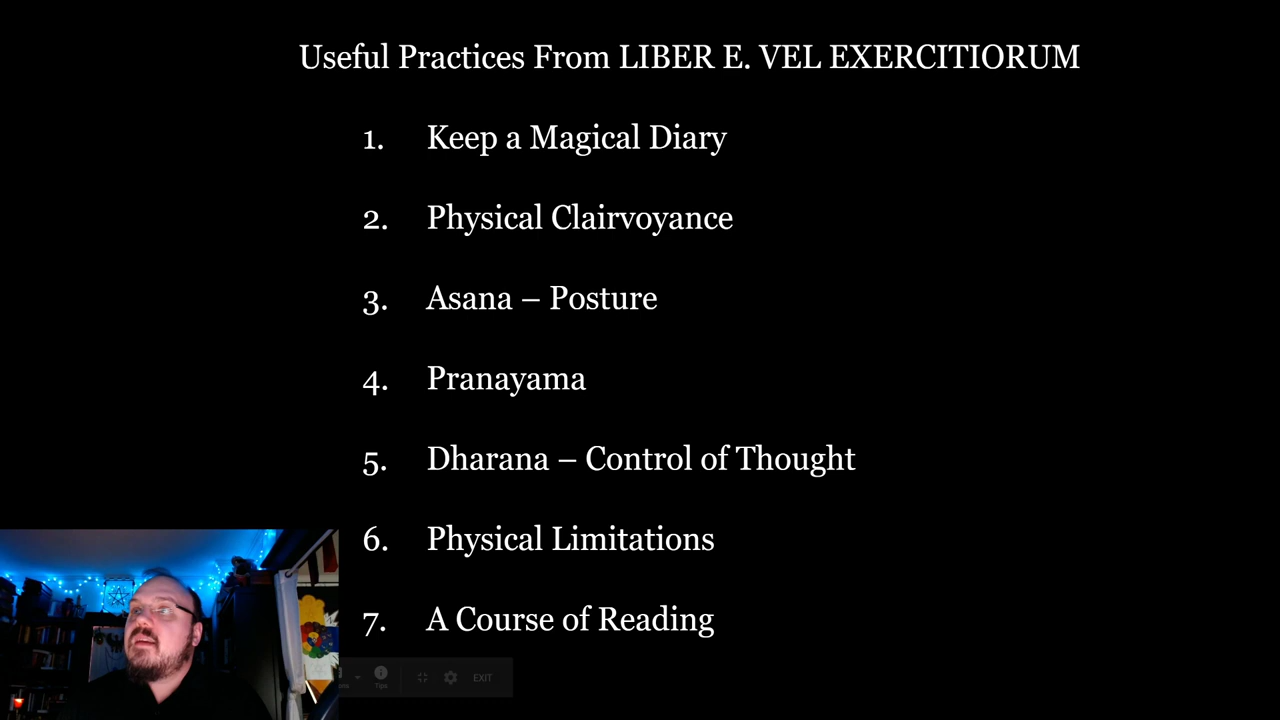 Useful Practices From LIBER E. VEL EXERCITIORUM
1. Keep a Magical Diary
2. Physical Clairvoyance
3. Asana – Posture
4. Pranayama
5. Dharana – Control of Thought
6. Physical Limitations
7. A Course of Reading
Tips EXIT